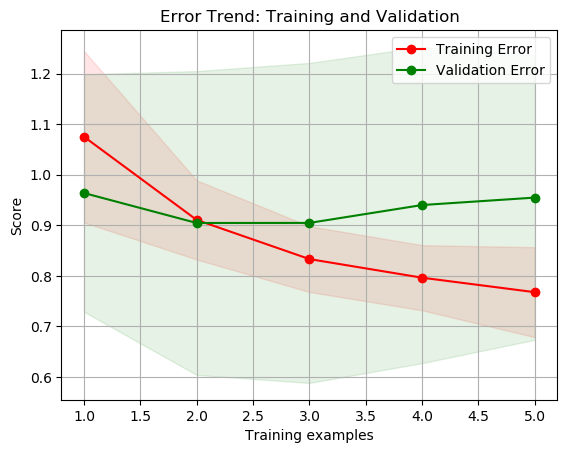 Error Trend: Training and Validation
Training Error
Validation Error
1.2
1.1
1.0
0.9
0.8
0.7
0.6
Score
1.0 1.5 2.0 2.5 3.0 3.5 4.0 4.5 5.0
Training examples